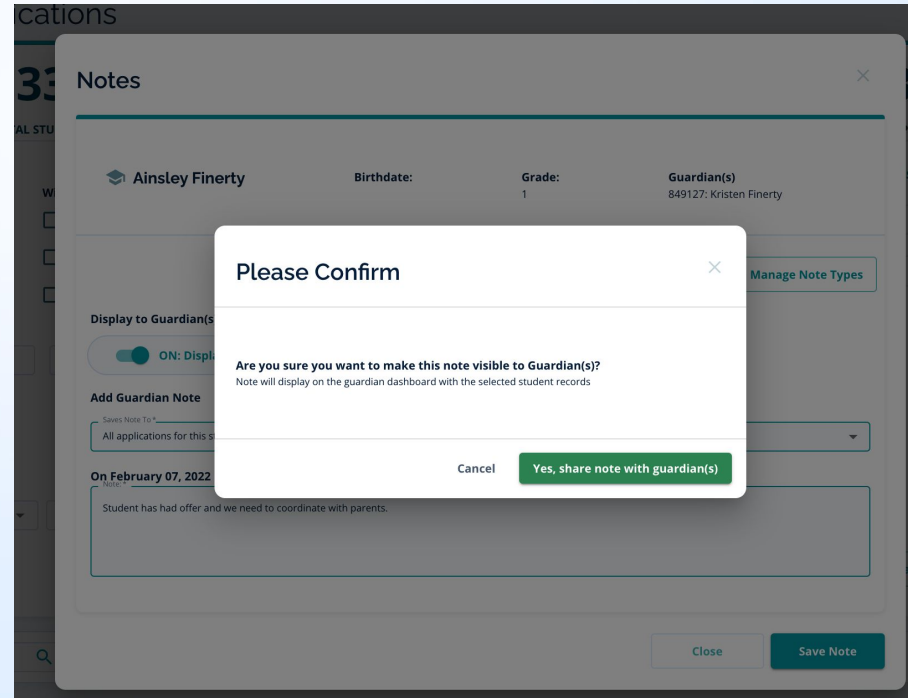 ications
33
AL STU
Notes
Ainsley Finerty
Birthdate:
Grade:
1
Guardian(s)
849127: Kristen Finerty
Please Confirm
Manage Note Types
Display to Guardian(s
ON: Displ
Are you sure you want to make this note visible to Guardian(s)?
Note will display on the guardian dashboard with the selected student records
Add Guardian Note
Saves Note To *
All applications for this s
Cancel
Yes, share note with guardian(s)
On February 07, 2022
Note: *
Student has had offer and we need to coordinate with parents.
Close
Save Note